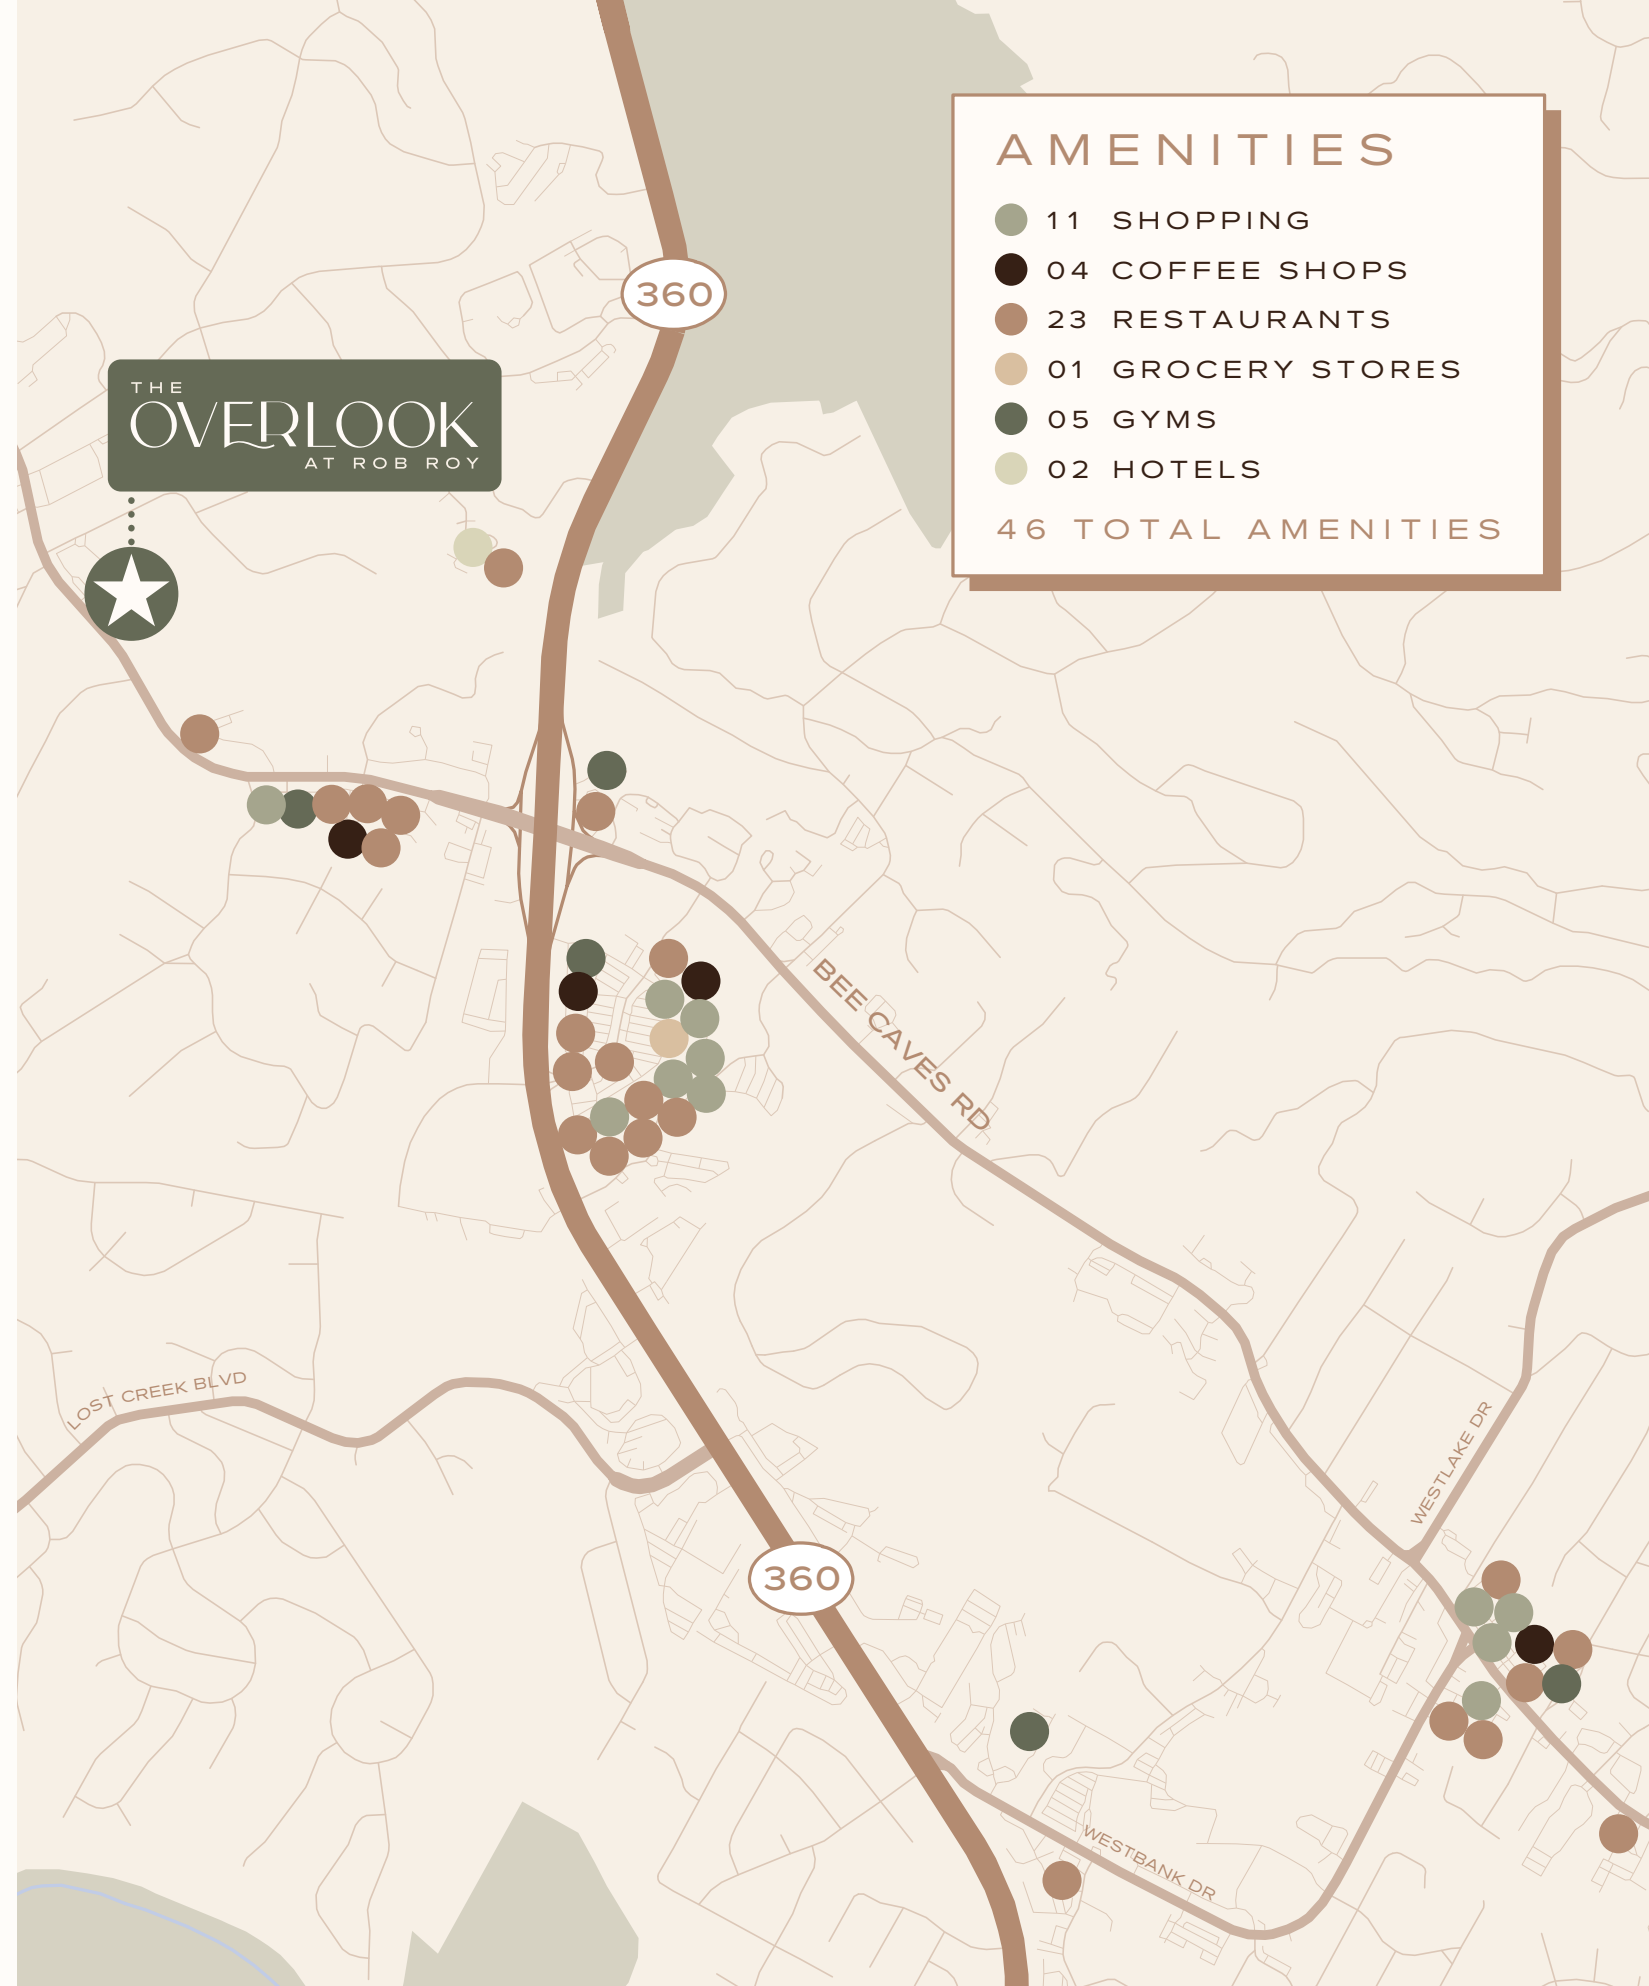 AMENITIES
11 SHOPPING
04 COFFEE SHOPS
23 RESTAURANTS
01 GROCERY STORES
05 GYMS
02 HOTELS
46 TOTAL AMENITIES
360
THE
OVERLOOK
AT ROB ROY
BEE CAVES RD
LOST CREEK BLVD
WESTLAKE DR
360
WESTBANK DR